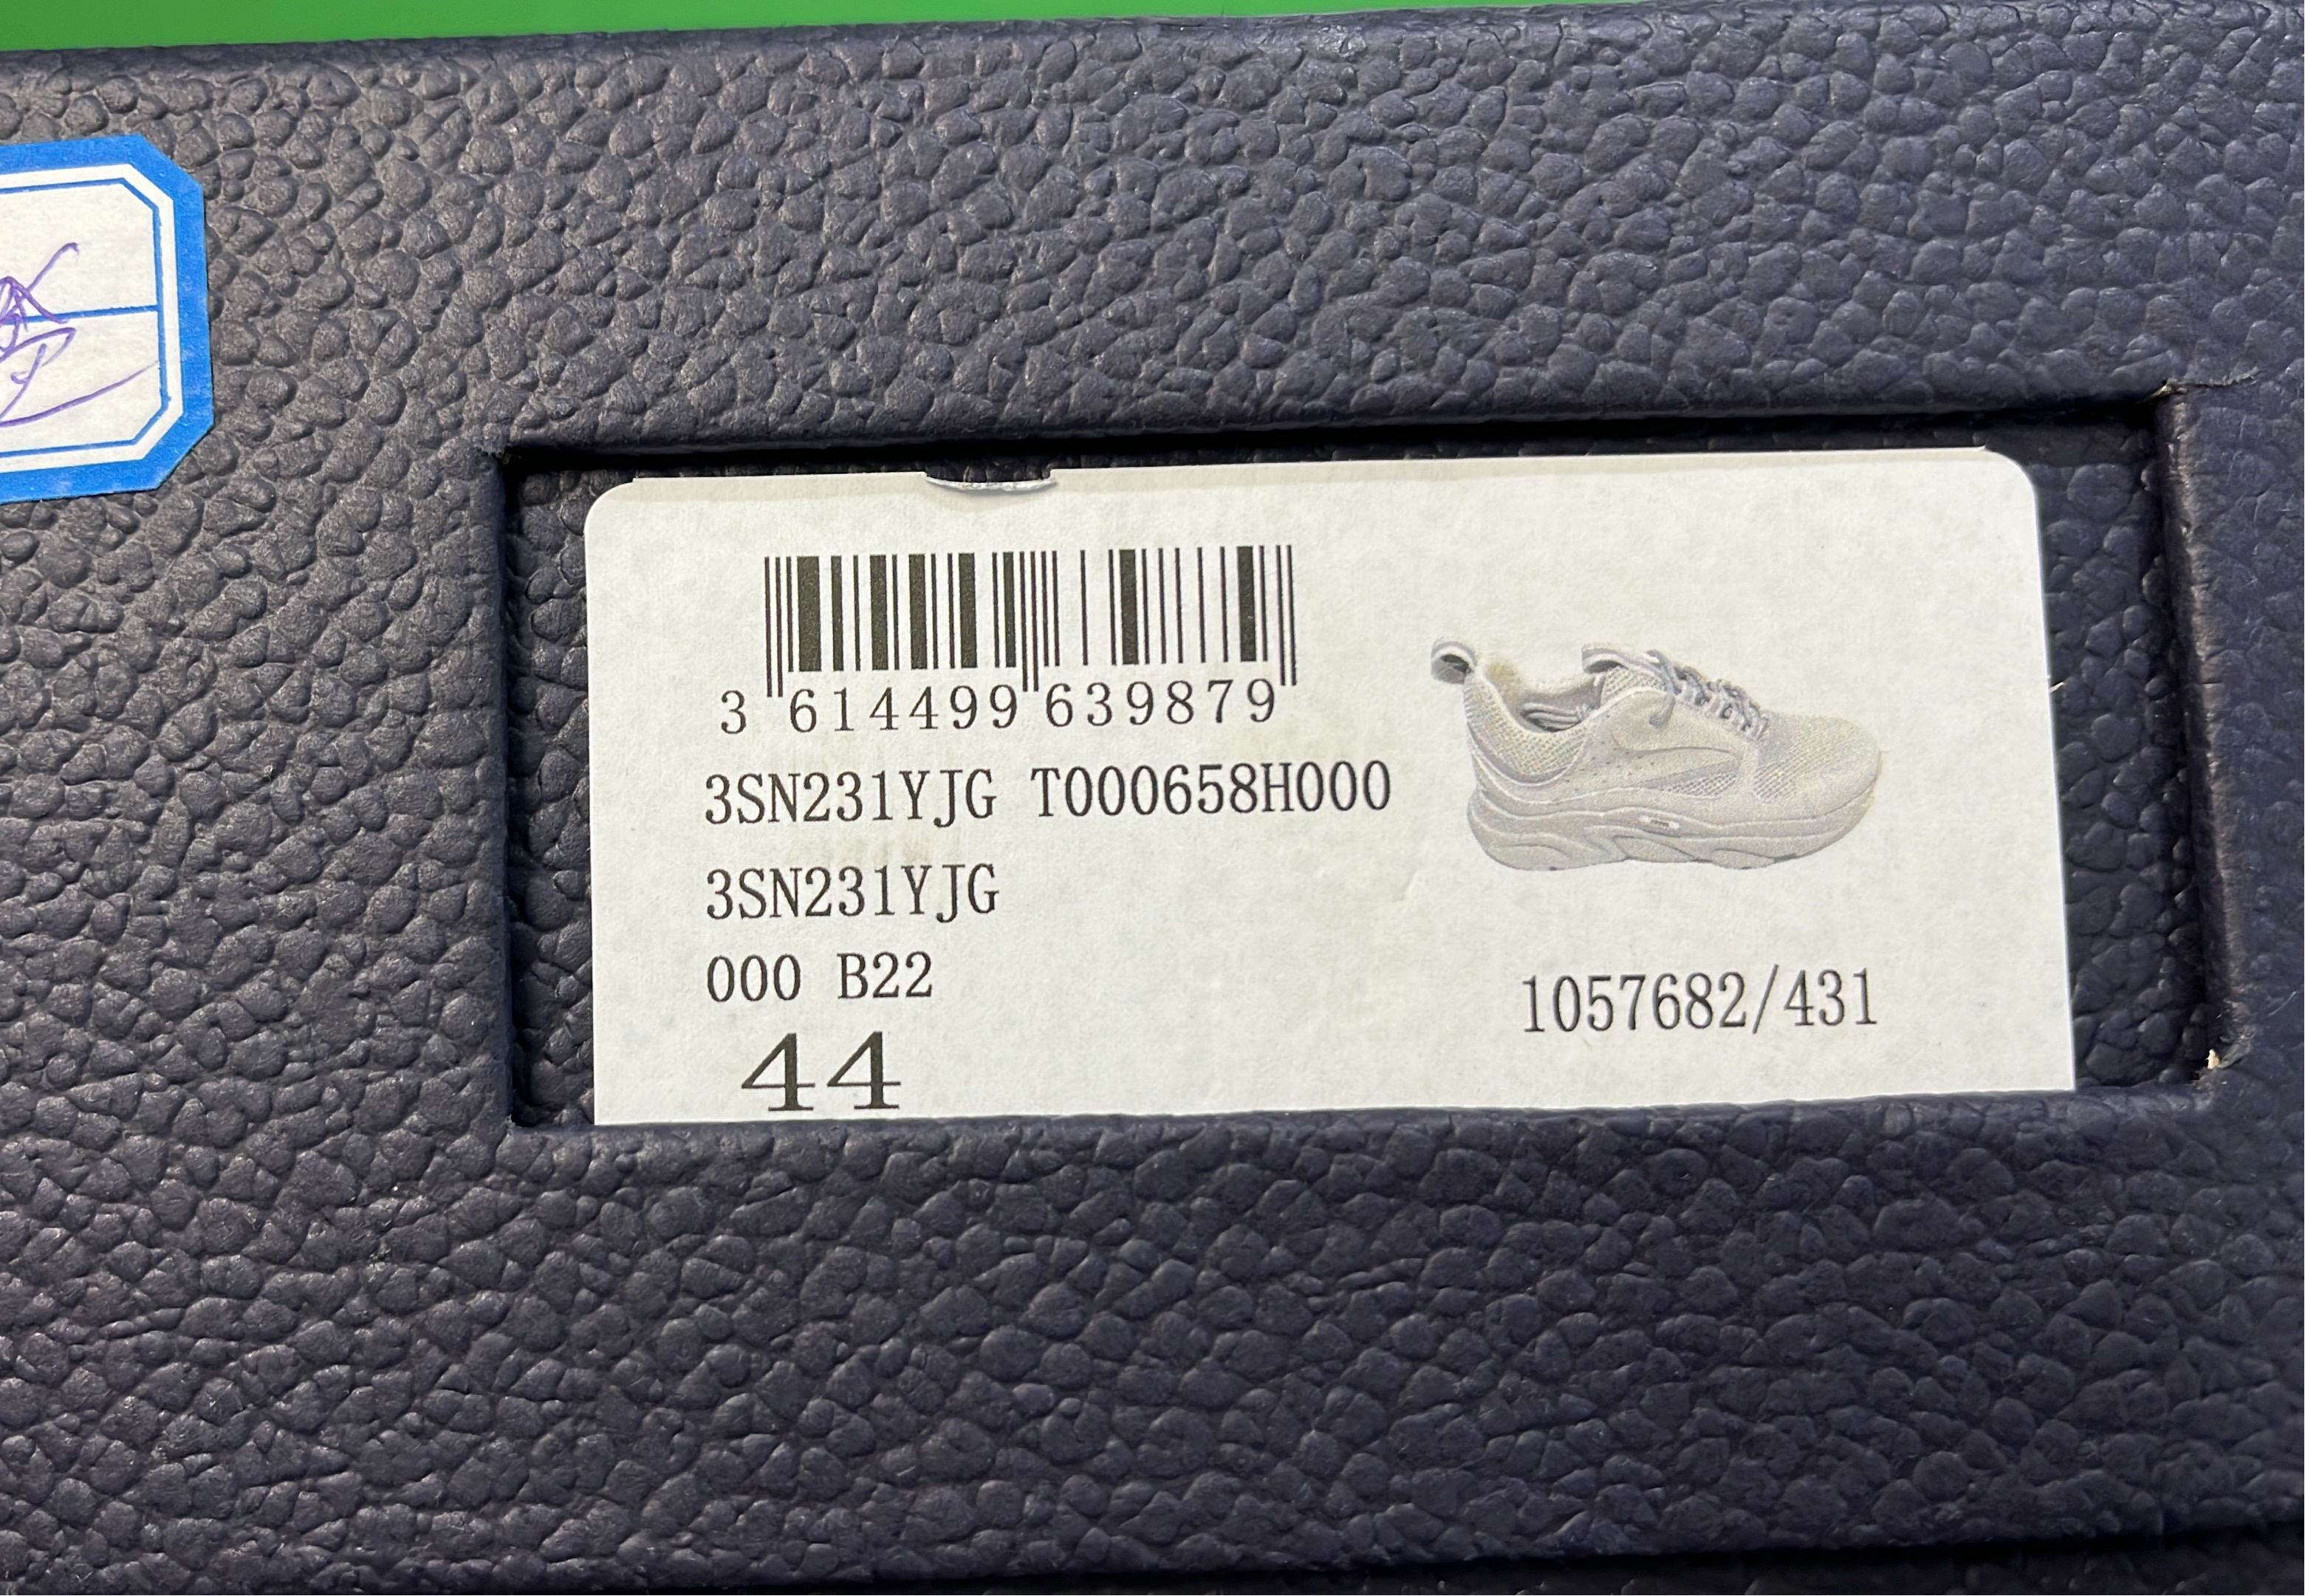 3 614499 639879
3SN231YJG T000658H000
3SN231YJG
000 B22
44
1057682/431